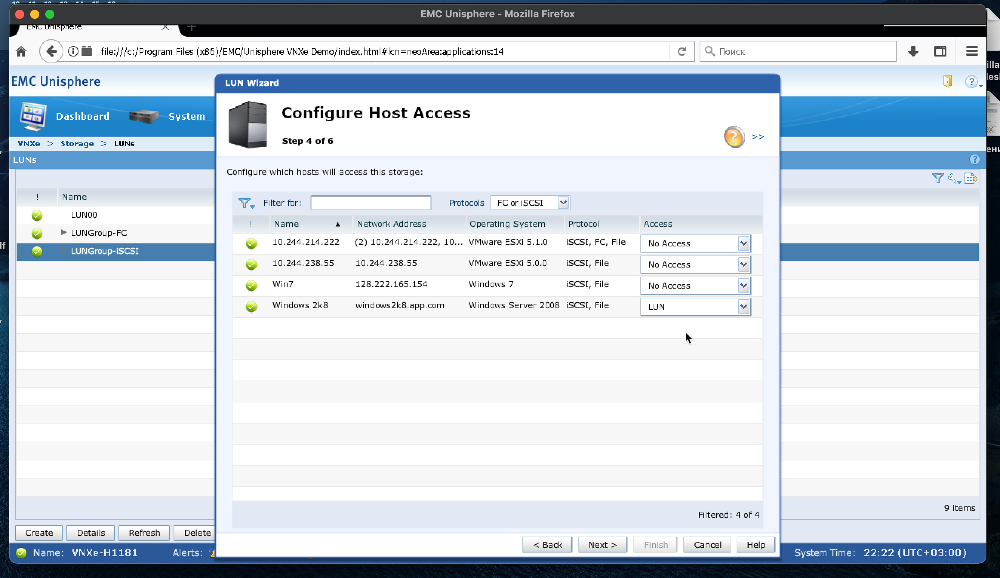 10 11 12 13 14 15 16
EMC Unisphere - Mozilla Firefox
EMC Unisphere
file:///c:/Program Files (x86)/EMC/Unisphere VNXe Demo/index.html#lcn=neoArea:applications:14
Поиск
EMC Unisphere
Dashboard
System
VNXe > Storage > LUNs
LUNs
! Name
LUN00
LUNGroup-FC
LUNGroup-iSCSI
9 items
Create Details Refresh Delete
LUN Wizard
Configure Host Access
Step 4 of 6
>>
Configure which hosts will access this storage:
Filter for: Protocols FC or iSCSI
! Name ▲ Network Address Operating System Protocol Access
10.244.214.222 (2) 10.244.214.222, 10... VMware ESXi 5.1.0 iSCSI, FC, File No Access
10.244.238.55 10.244.238.55 VMware ESXi 5.0.0 iSCSI, File No Access
Win7 128.222.165.154 Windows 7 iSCSI, File No Access
Windows 2k8 windows2k8.app.com Windows Server 2008 iSCSI, File LUN
Filtered: 4 of 4
< Back Next > Finish Cancel Help
Name: VNXe-H1181 Alerts: System Time: 22:22 (UTC+03:00)